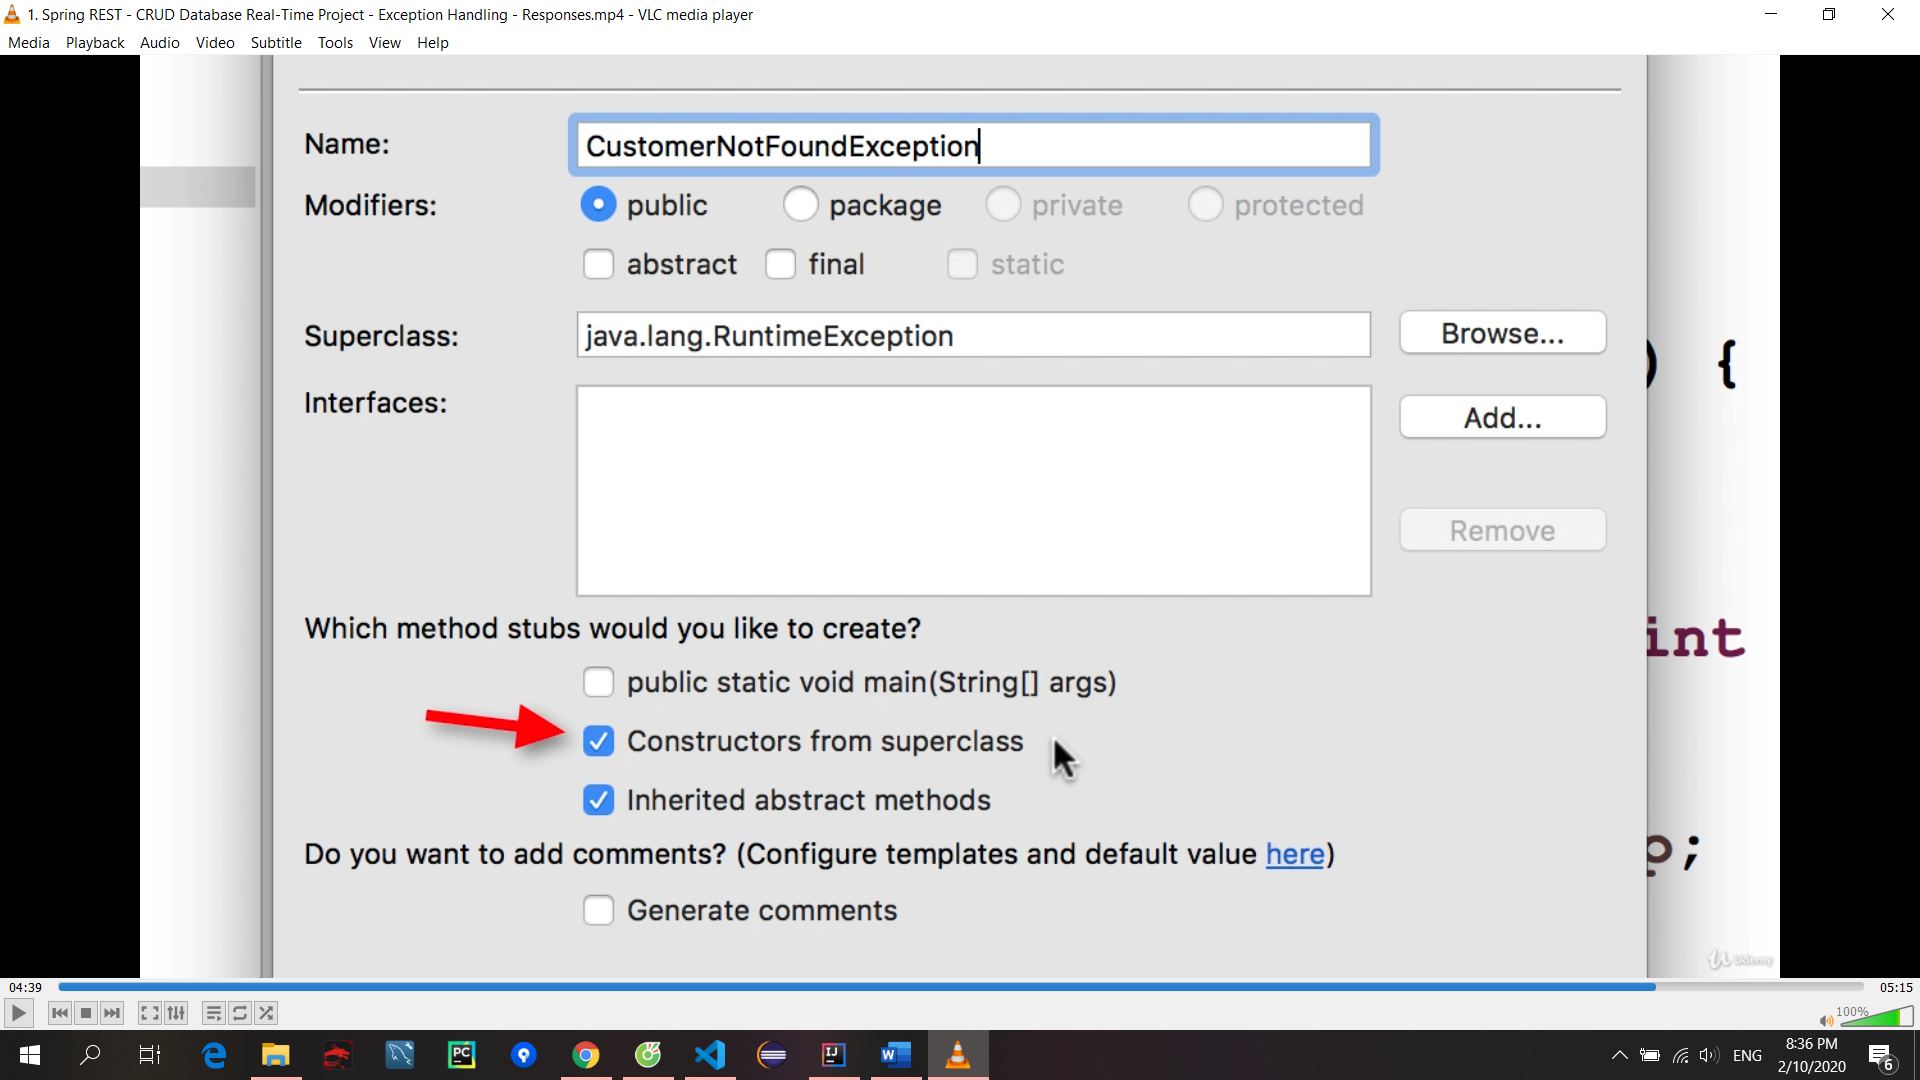 1. Spring REST - CRUD Database Real-Time Project - Exception Handling - Responses.mp4 - VLC media player
Media Playback Audio Video Subtitle Tools View Help
Name: CustomerNotFoundException
Modifiers: public package private protected
abstract final static
Superclass: java.lang.RuntimeException Browse...
) {
Interfaces: Add...
Remove
Which method stubs would you like to create?
int
public static void main(String[] args)
Constructors from superclass
Inherited abstract methods
Do you want to add comments? (Configure templates and default value here)
p;
Generate comments
Udemy
04:39 05:15
100%
PC IJ W ENG 8:36 PM
2/10/2020 6